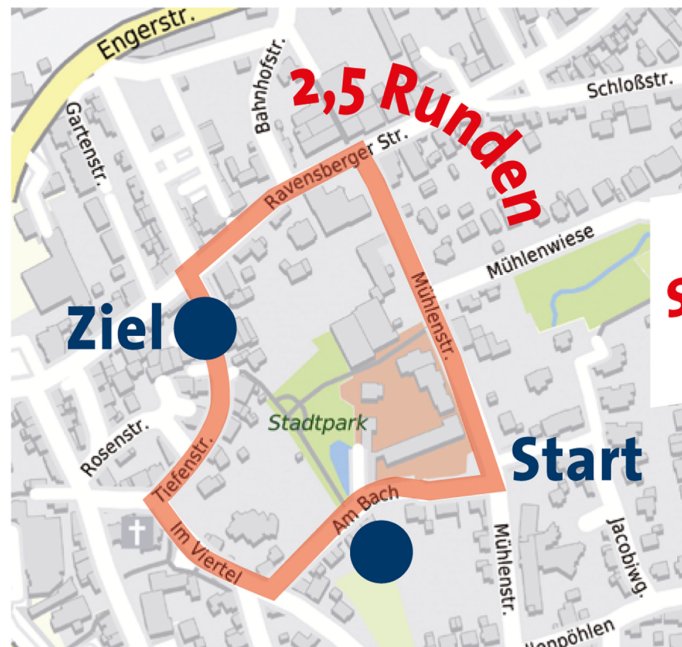 Engerstr.
Gartenstr.
Bahnhofstr.
2,5 Runden
Schloßstr.
Ravensberger Str.
Mühlenwiese
Mühlenstr.
Ziel
S
Stadtpark
Rosenstr.
Tiefenstr.
Start
Am Bach
Im Viertel
Mühlenstr.
Jacobiwg.
llenpöhlen